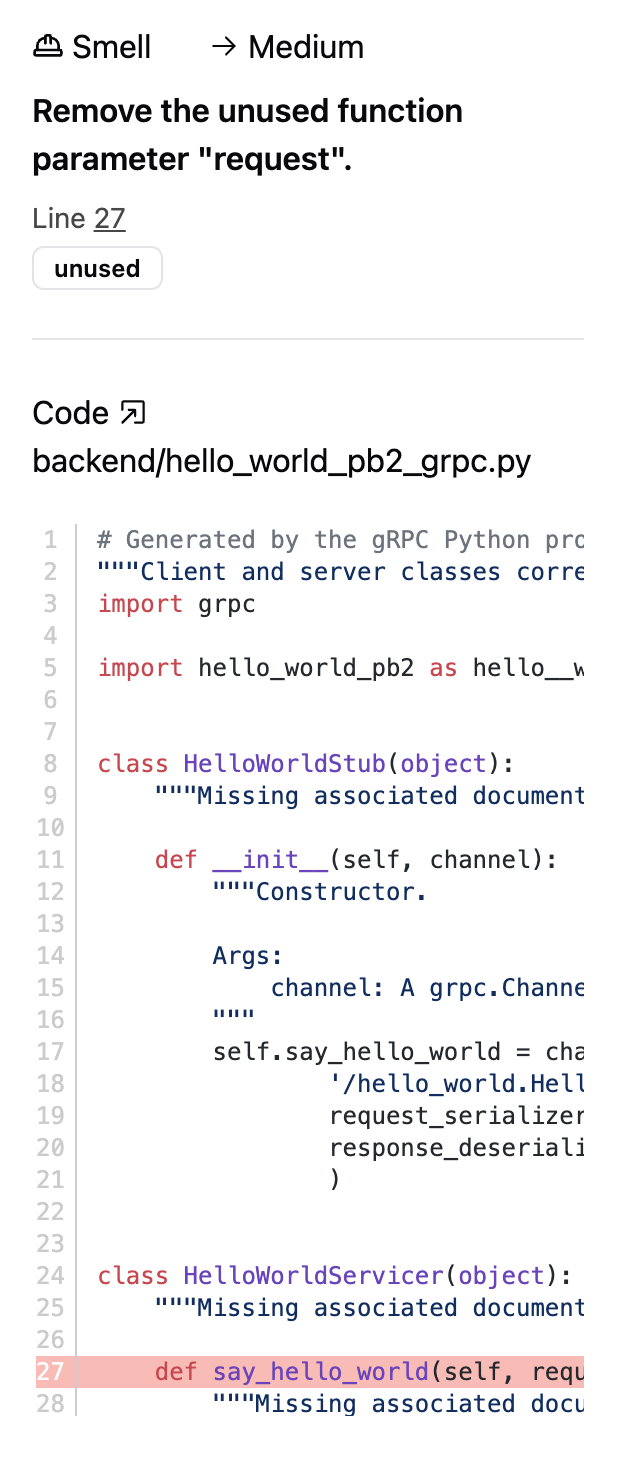 Smell → Medium
Remove the unused function
parameter "request".
Line 27
unused
Code
backend/hello_world_pb2_grpc.py
1 # Generated by the gRPC Python pro
2 """Client and server classes corre
3 import grpc
4
5 import hello_world_pb2 as hello__w
6
7
8 class HelloWorldStub(object):
9     """Missing associated document
10
11     def __init__(self, channel):
12         """Constructor.
13
14         Args:
15             channel: A grpc.Channe
16         """
17         self.say_hello_world = cha
18                 '/hello_world.Hell
19                 request_serializer
20                 response_deseriali
21                 )
22
23
24 class HelloWorldServicer(object):
25     """Missing associated document
26
27     def say_hello_world(self, requ
28         """Missing associated docu